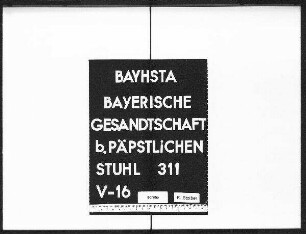 BAYHSTA
BAYERISCHE
GESANDTSCHAFT
b. PÄPSTLICHEN
STUHL 311
V-16